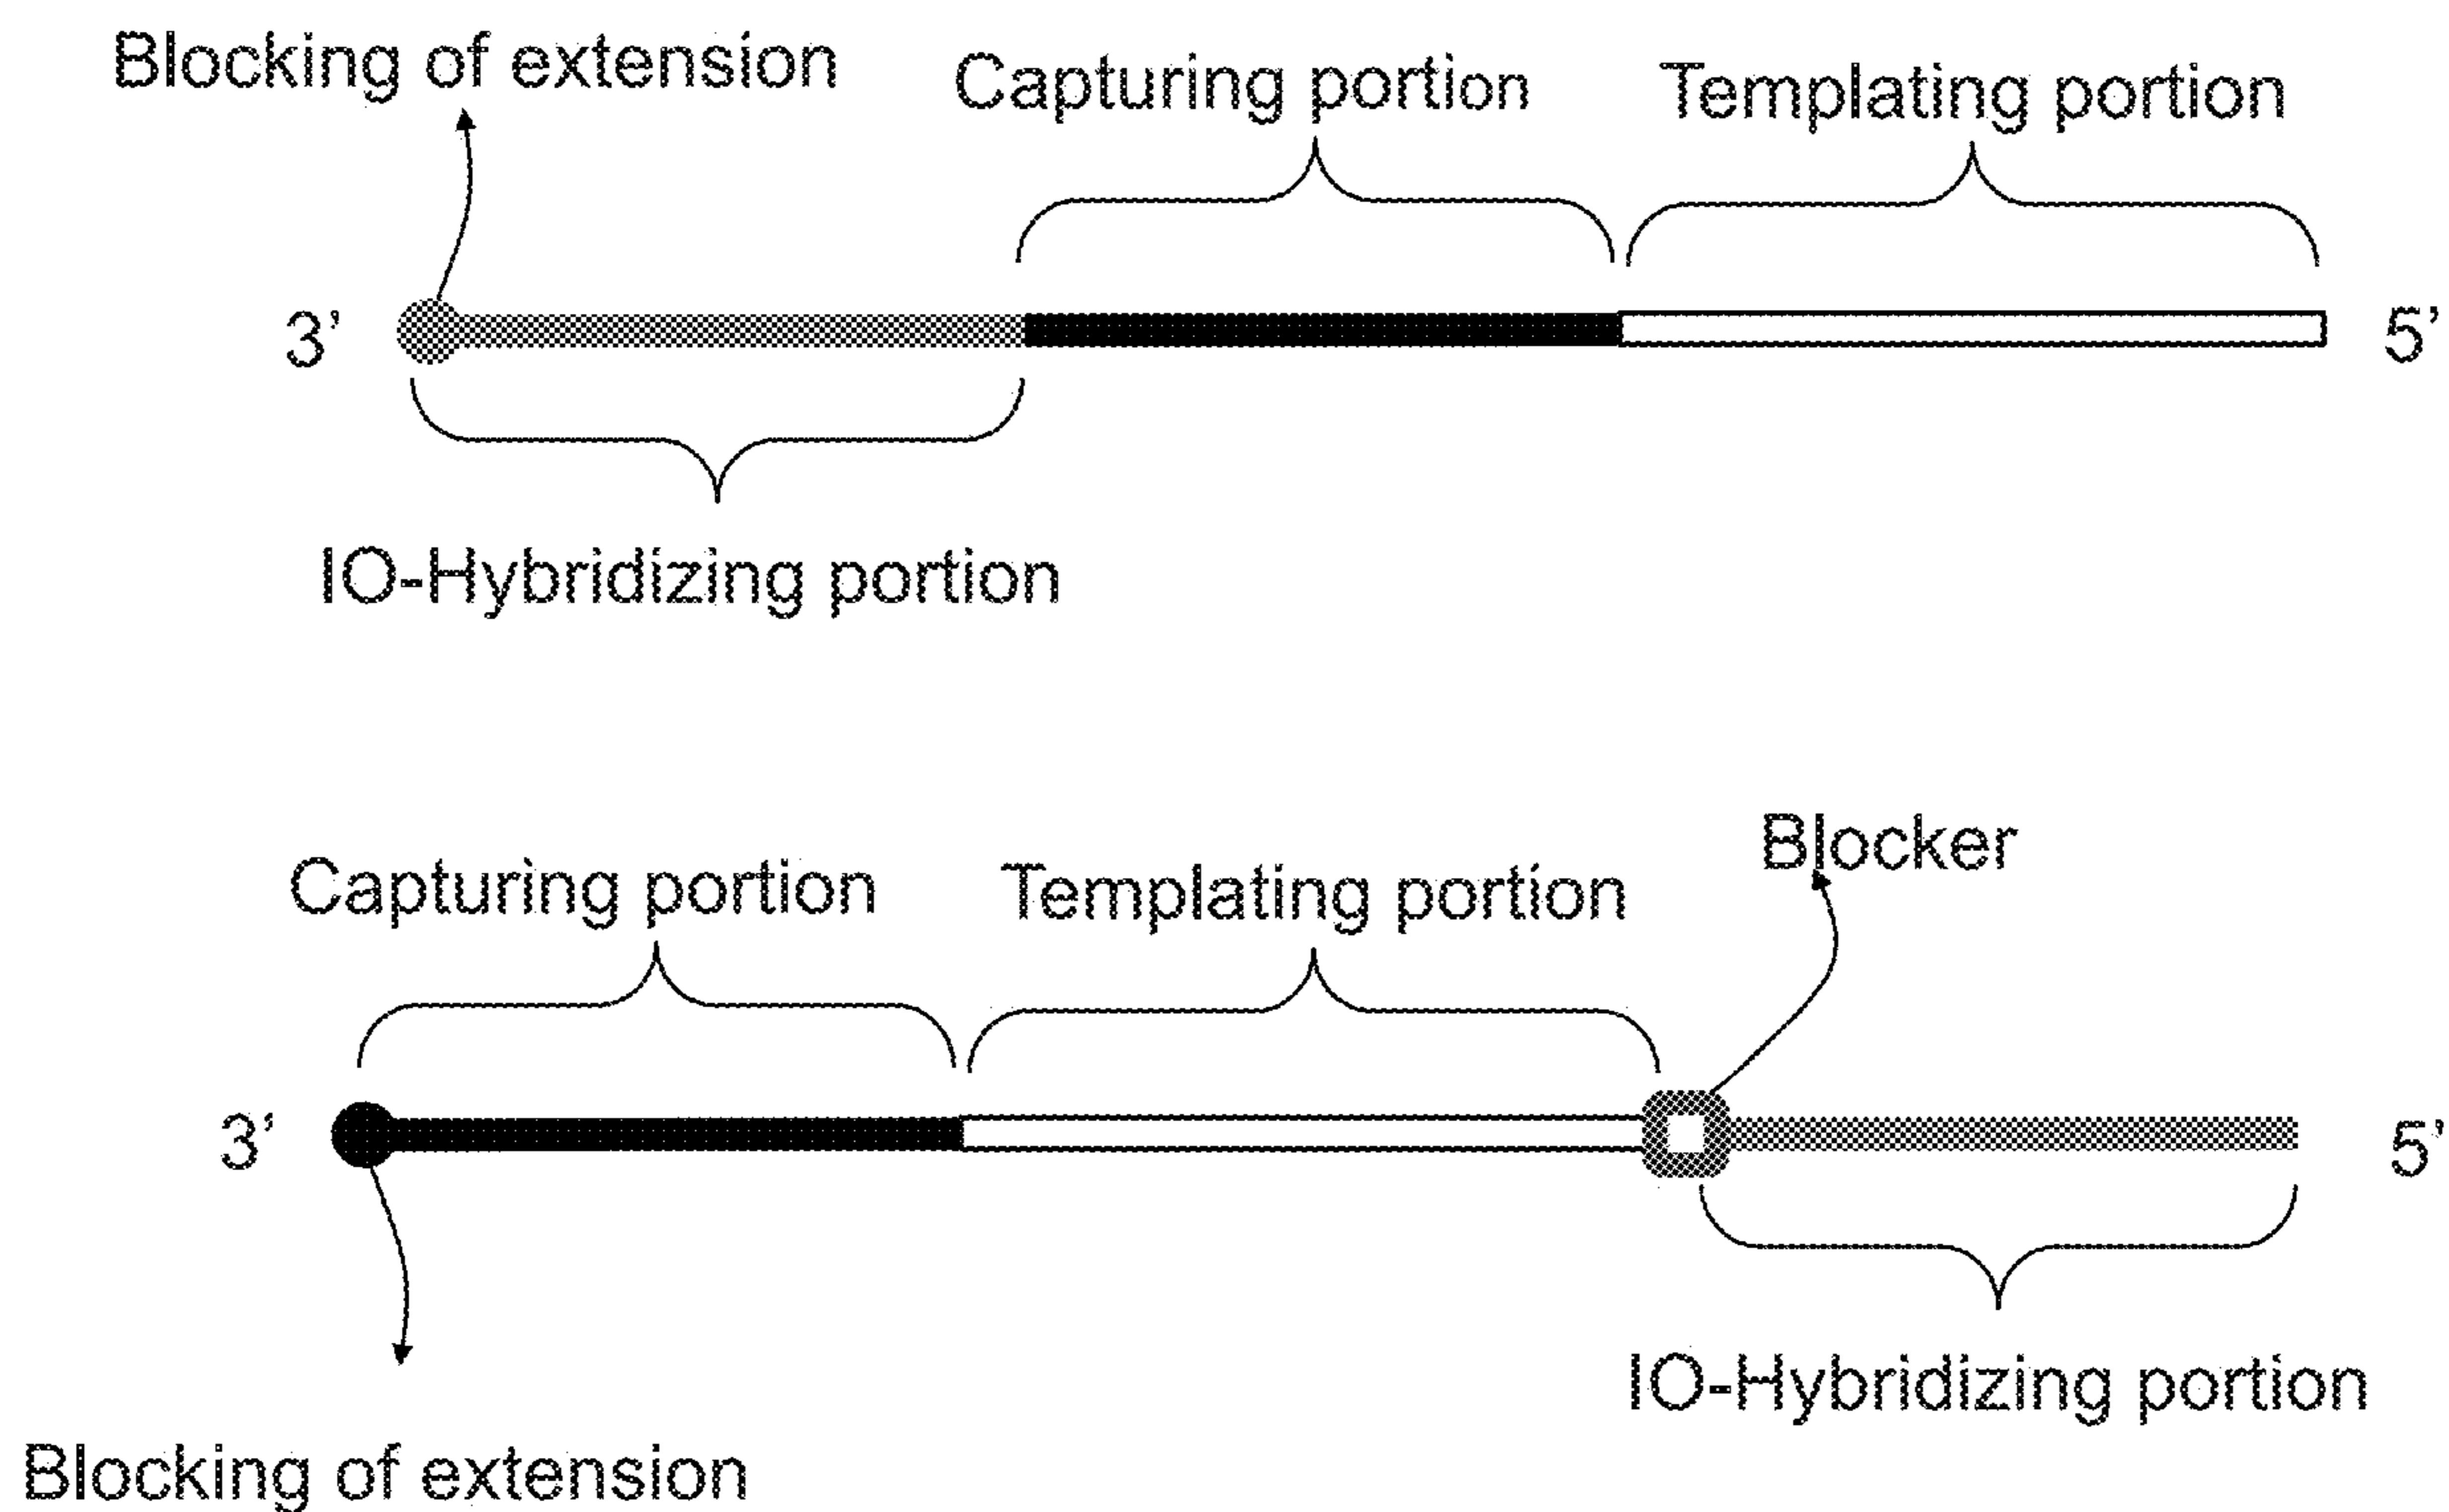 Blocking of extension
Capturing portion
Templating portion
3’
5’
IO-Hybridizing portion
Blocker
Capturing portion
Templating portion
3’
5’
IO-Hybridizing portion
Blocking of extension